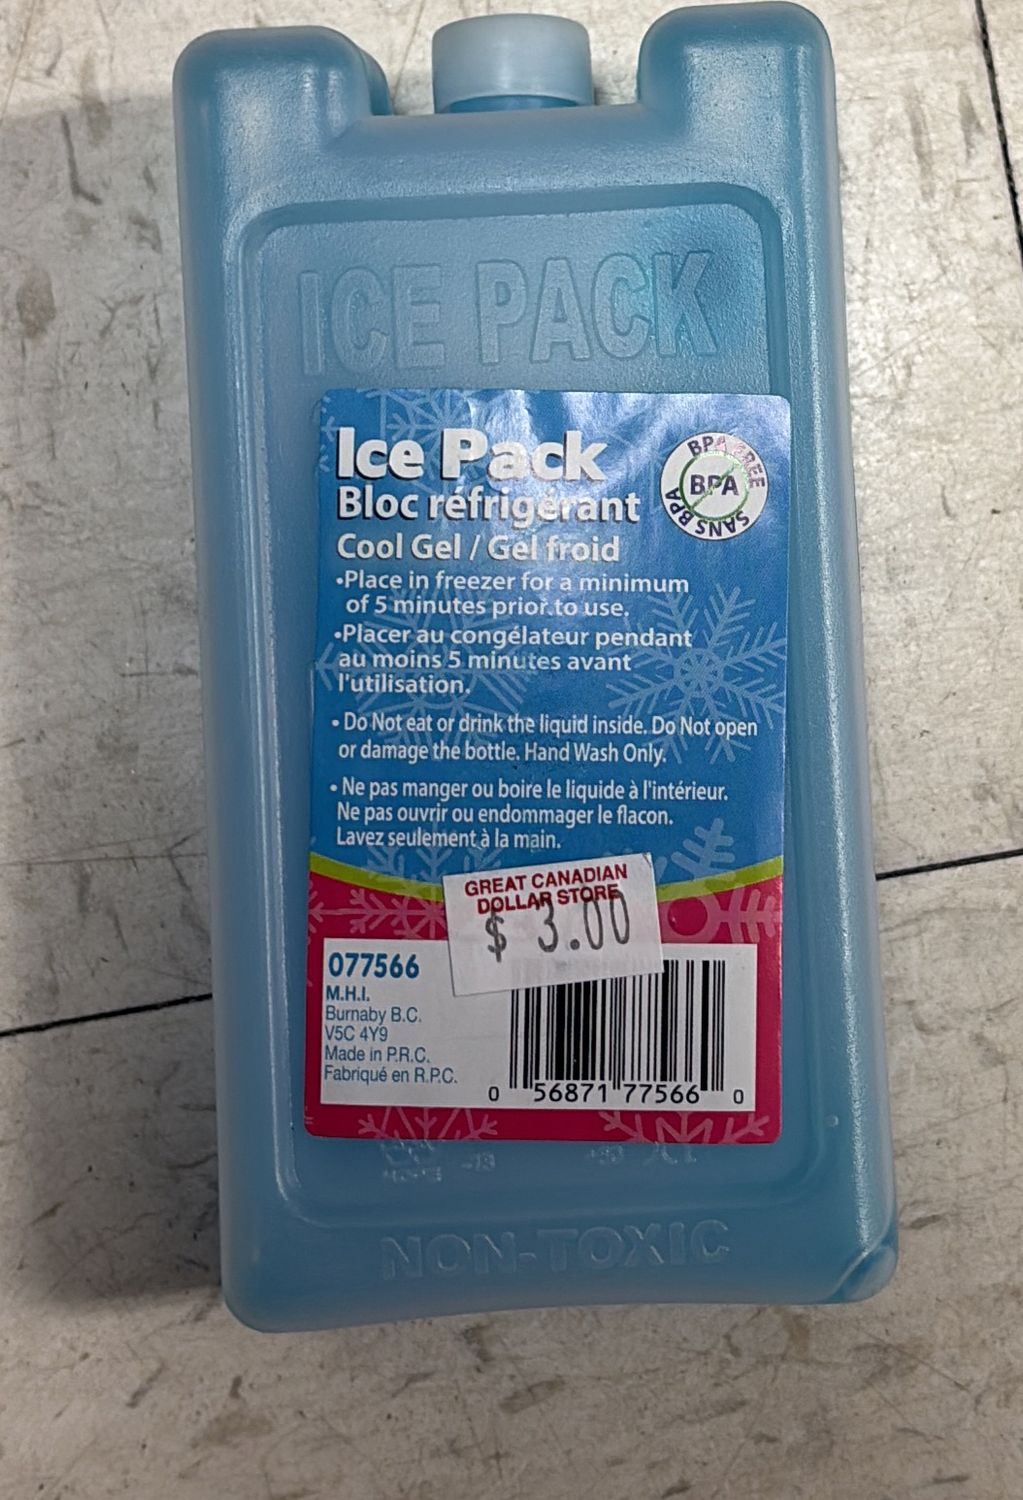 ICE PACK
Ice Pack
Bloc réfrigérant
Cool Gel / Gel froid
BPA FREE
BPA
SANS BPA
•Place in freezer for a minimum
of 5 minutes prior to use.
•Placer au congélateur pendant
au moins 5 minutes avant
l'utilisation.
• Do Not eat or drink the liquid inside. Do Not open
or damage the bottle. Hand Wash Only.
• Ne pas manger ou boire le liquide à l'intérieur.
Ne pas ouvrir ou endommager le flacon.
Lavez seulement à la main.
GREAT CANADIAN
DOLLAR STORE
$ 3.00
077566
M.H.I.
Burnaby B.C.
V5C 4Y9
Made in P.R.C.
Fabriqué en R.P.C.
0 56871 77566 0
NON-TOXIC